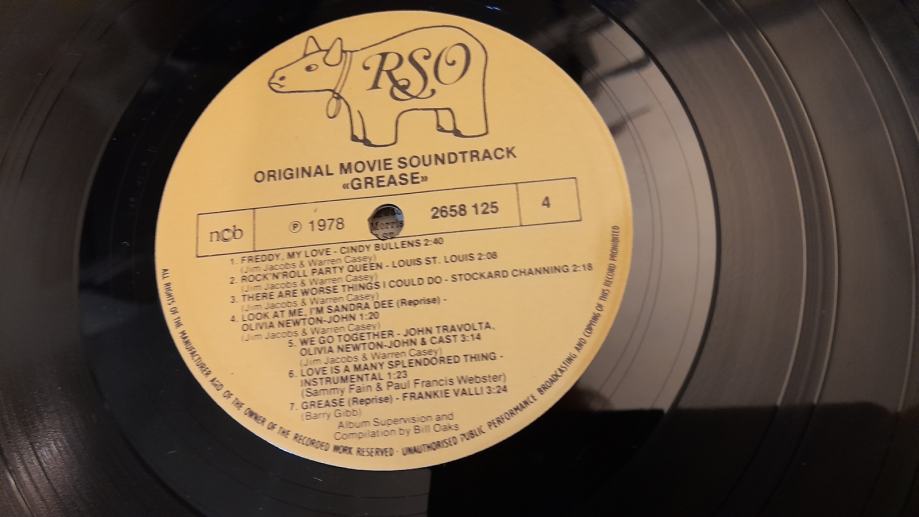 RSO
ORIGINAL MOVIE SOUNDTRACK
«GREASE»
ncb
℗ 1978
2658 125
4
1. FREDDY, MY LOVE - CINDY BULLENS 2:40
(Jim Jacobs & Warren Casey)
2. ROCK'N'ROLL PARTY QUEEN - LOUIS ST. LOUIS 2:08
(Jim Jacobs & Warren Casey)
3. THERE ARE WORSE THINGS I COULD DO - STOCKARD CHANNING 2:18
(Jim Jacobs & Warren Casey)
4. LOOK AT ME, I'M SANDRA DEE (Reprise) -
OLIVIA NEWTON-JOHN 1:20
(Jim Jacobs & Warren Casey)
5. WE GO TOGETHER - JOHN TRAVOLTA,
OLIVIA NEWTON-JOHN & CAST 3:14
(Jim Jacobs & Warren Casey)
6. LOVE IS A MANY SPLENDORED THING -
INSTRUMENTAL 1:23
(Sammy Fain & Paul Francis Webster)
7. GREASE (Reprise) - FRANKIE VALLI 3:24
(Barry Gibb)
Album Supervision and
Compilation by Bill Oaks
ALL RIGHTS OF THE MANUFACTURER AND OF THE OWNER OF THE RECORDED WORK RESERVED · UNAUTHORISED PUBLIC PERFORMANCE BROADCASTING AND COPYING OF THIS RECORD PROHIBITED